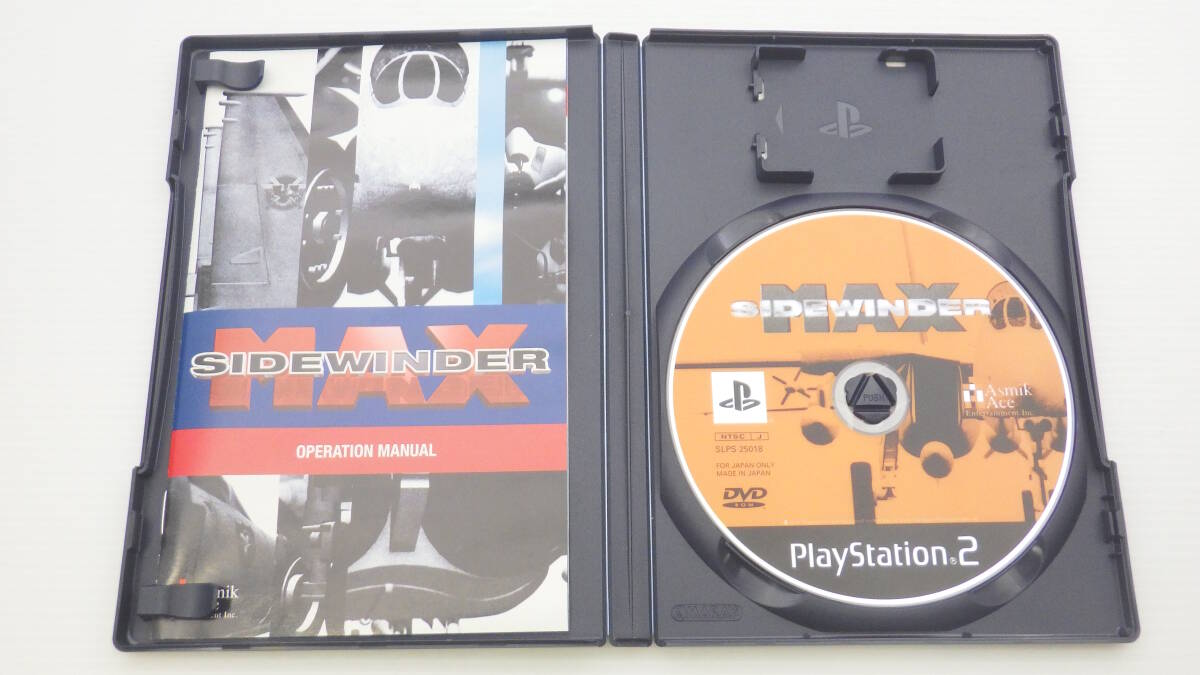 MAX
SIDEWINDER
OPERATION MANUAL
MAX
SIDEWINDER
PUSH
Asmik
Ace
Entertainment Inc.
NTSC J
SLPS 25018
FOR JAPAN ONLY
MADE IN JAPAN
DVD
ROM
PlayStation®2